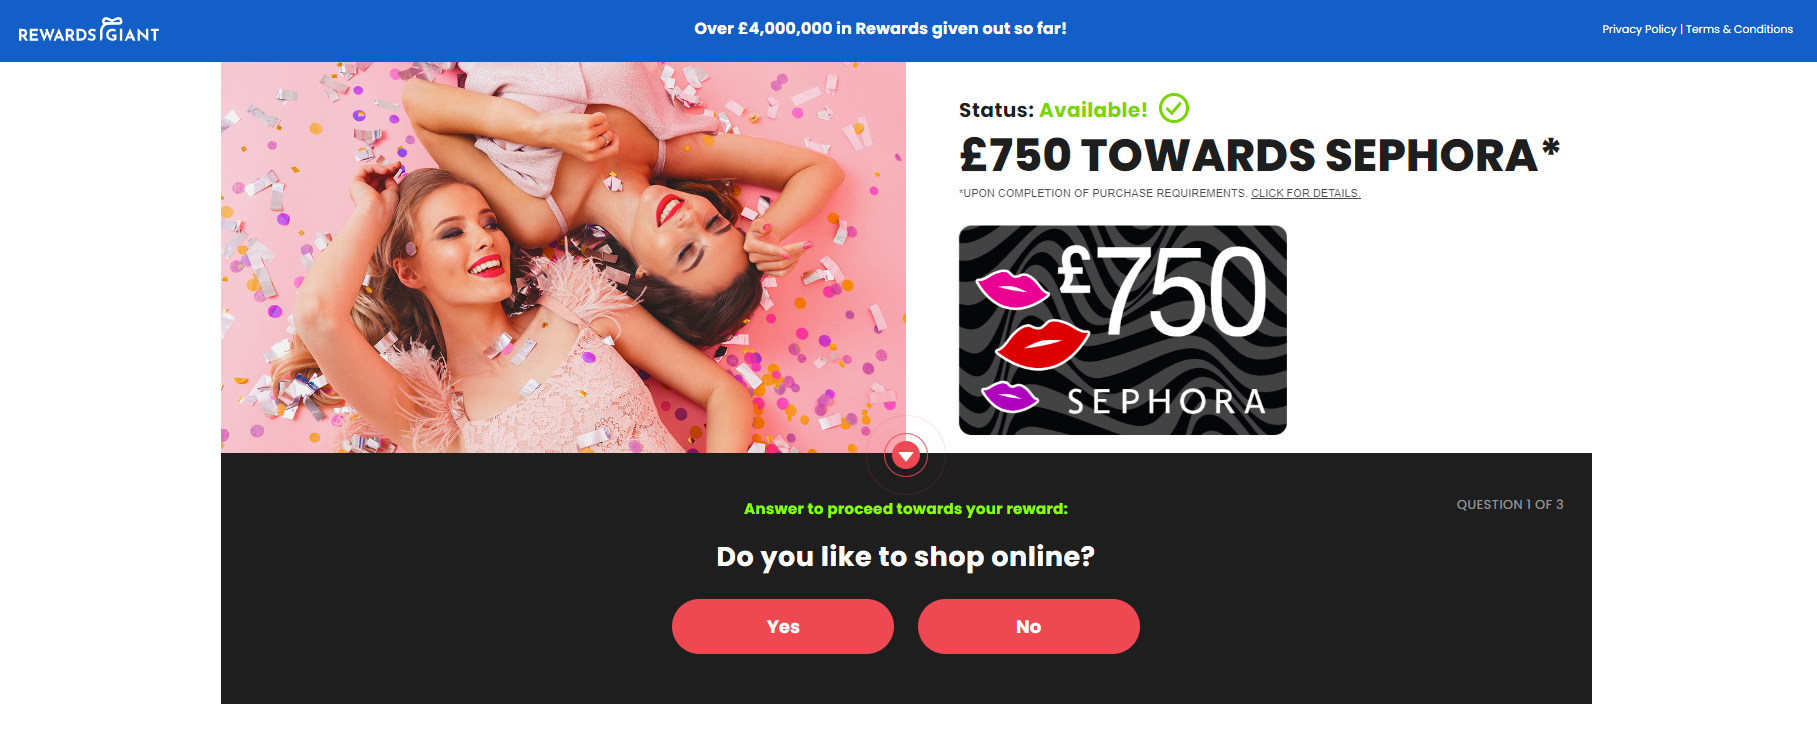 REWARDS GIANT
Over £4,000,000 in Rewards given out so far!
Privacy Policy | Terms & Conditions
Status: Available!
£750 TOWARDS SEPHORA*
*UPON COMPLETION OF PURCHASE REQUIREMENTS. CLICK FOR DETAILS.
£750
SEPHORA
QUESTION 1 OF 3
Answer to proceed towards your reward:
Do you like to shop online?
Yes
No